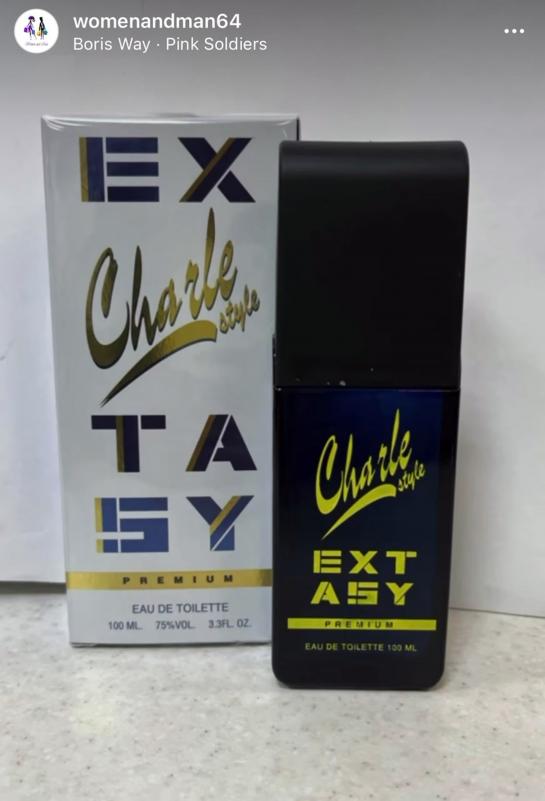 womenandman64
Boris Way · Pink Soldiers
EX
Charle
style
TA
SY
PREMIUM
EAU DE TOILETTE
100 ML. 75%VOL. 3.3FL. OZ.
Charle
style
EXT
ASY
PREMIUM
EAU DE TOILETTE 100 ML